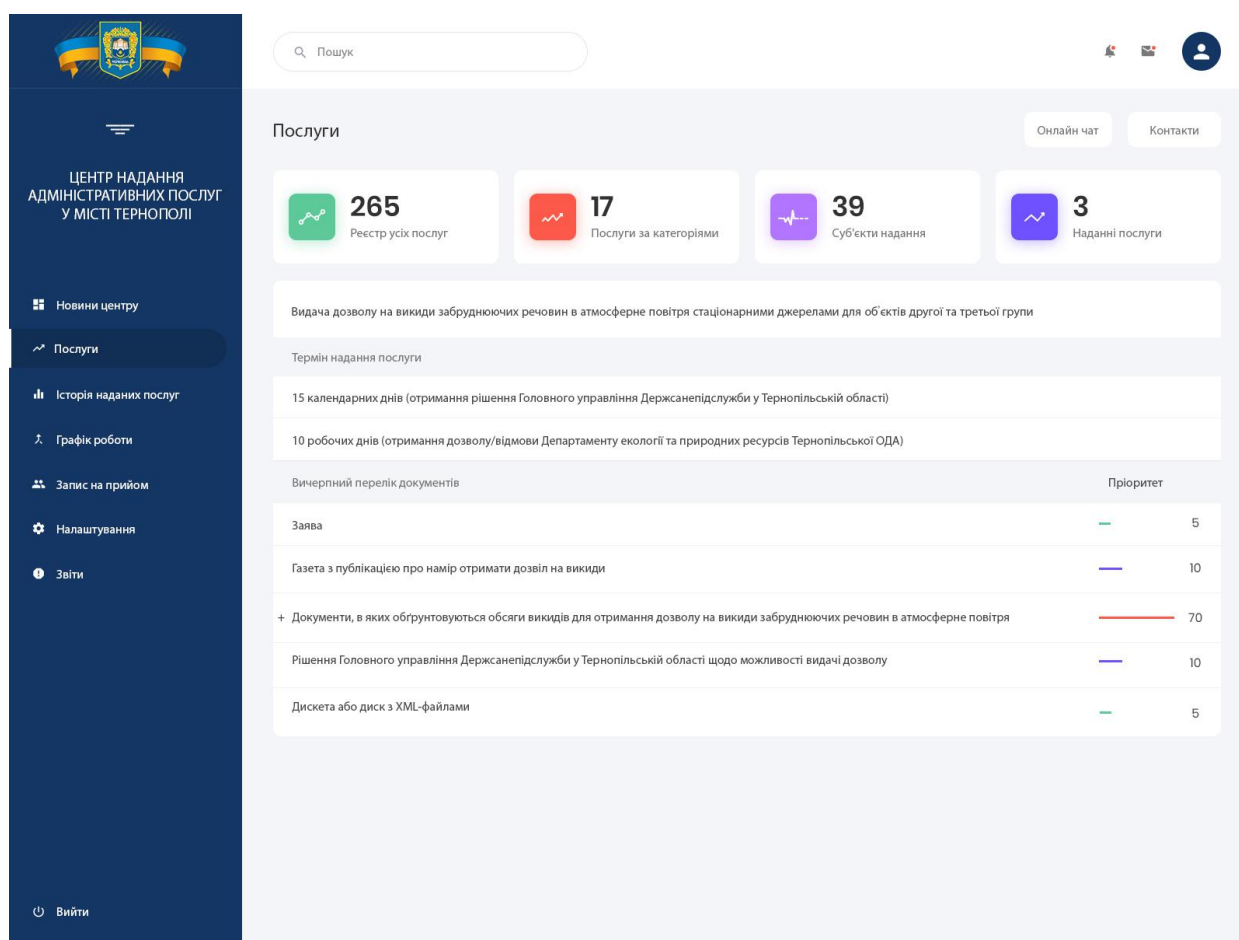 Пошук
ЦЕНТР НАДАННЯ
АДМІНІСТРАТИВНИХ ПОСЛУГ
У МІСТІ ТЕРНОПОЛІ
Новини центру
Послуги
Історія наданих послуг
Графік роботи
Запис на прийом
Налаштування
Звіти
Вийти
Послуги
Онлайн чат
Контакти
265
Реєстр усіх послуг
17
Послуги за категоріями
39
Суб'єкти надання
3
Наданні послуги
Видача дозволу на викиди забруднюючих речовин в атмосферне повітря стаціонарними джерелами для об'єктів другої та третьої групи
Термін надання послуги
15 календарних днів (отримання рішення Головного управління Держсанепідслужби у Тернопільській області)
10 робочих днів (отримання дозволу/відмови Департаменту екології та природних ресурсів Тернопільської ОДА)
Вичерпний перелік документів Пріоритет
Заява 5
Газета з публікацією про намір отримати дозвіл на викиди 10
+ Документи, в яких обґрунтовуються обсяги викидів для отримання дозволу на викиди забруднюючих речовин в атмосферне повітря 70
Рішення Головного управління Держсанепідслужби у Тернопільській області щодо можливості видачі дозволу 10
Дискета або диск з XML-файлами 5